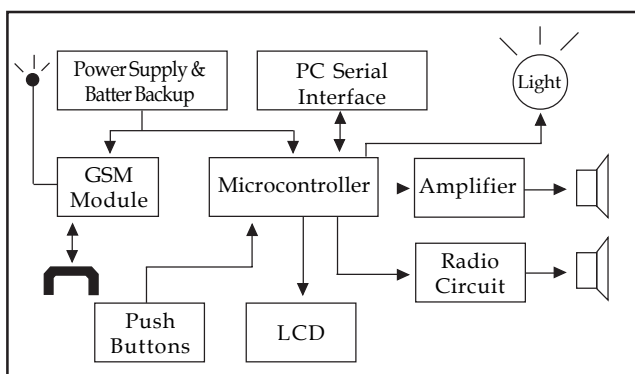 Power Supply &
Batter Backup
PC Serial
Interface
Light
GSM
Module
Microcontroller
Amplifier
Radio
Circuit
Push
Buttons
LCD